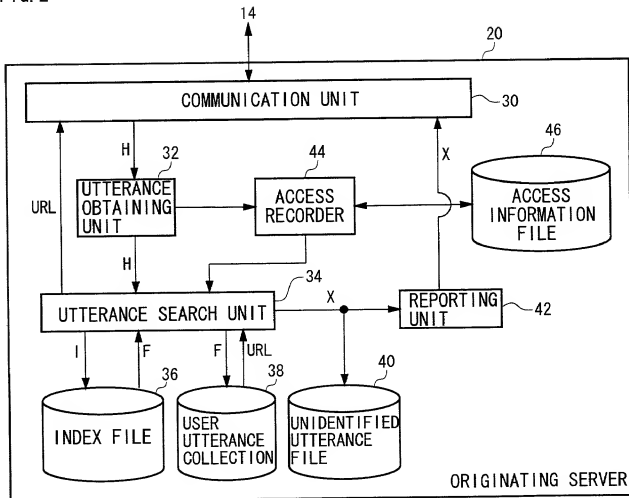 14
20
COMMUNICATION UNIT
30
H
32
44
X
46
URL
UTTERANCE
OBTAINING
UNIT
ACCESS
RECORDER
ACCESS
INFORMATION
FILE
H
34
UTTERANCE SEARCH UNIT
X
REPORTING
UNIT
42
I
F
36
F
URL
38
40
INDEX FILE
USER
UTTERANCE
COLLECTION
UNIDENTIFIED
UTTERANCE
FILE
ORIGINATING SERVER